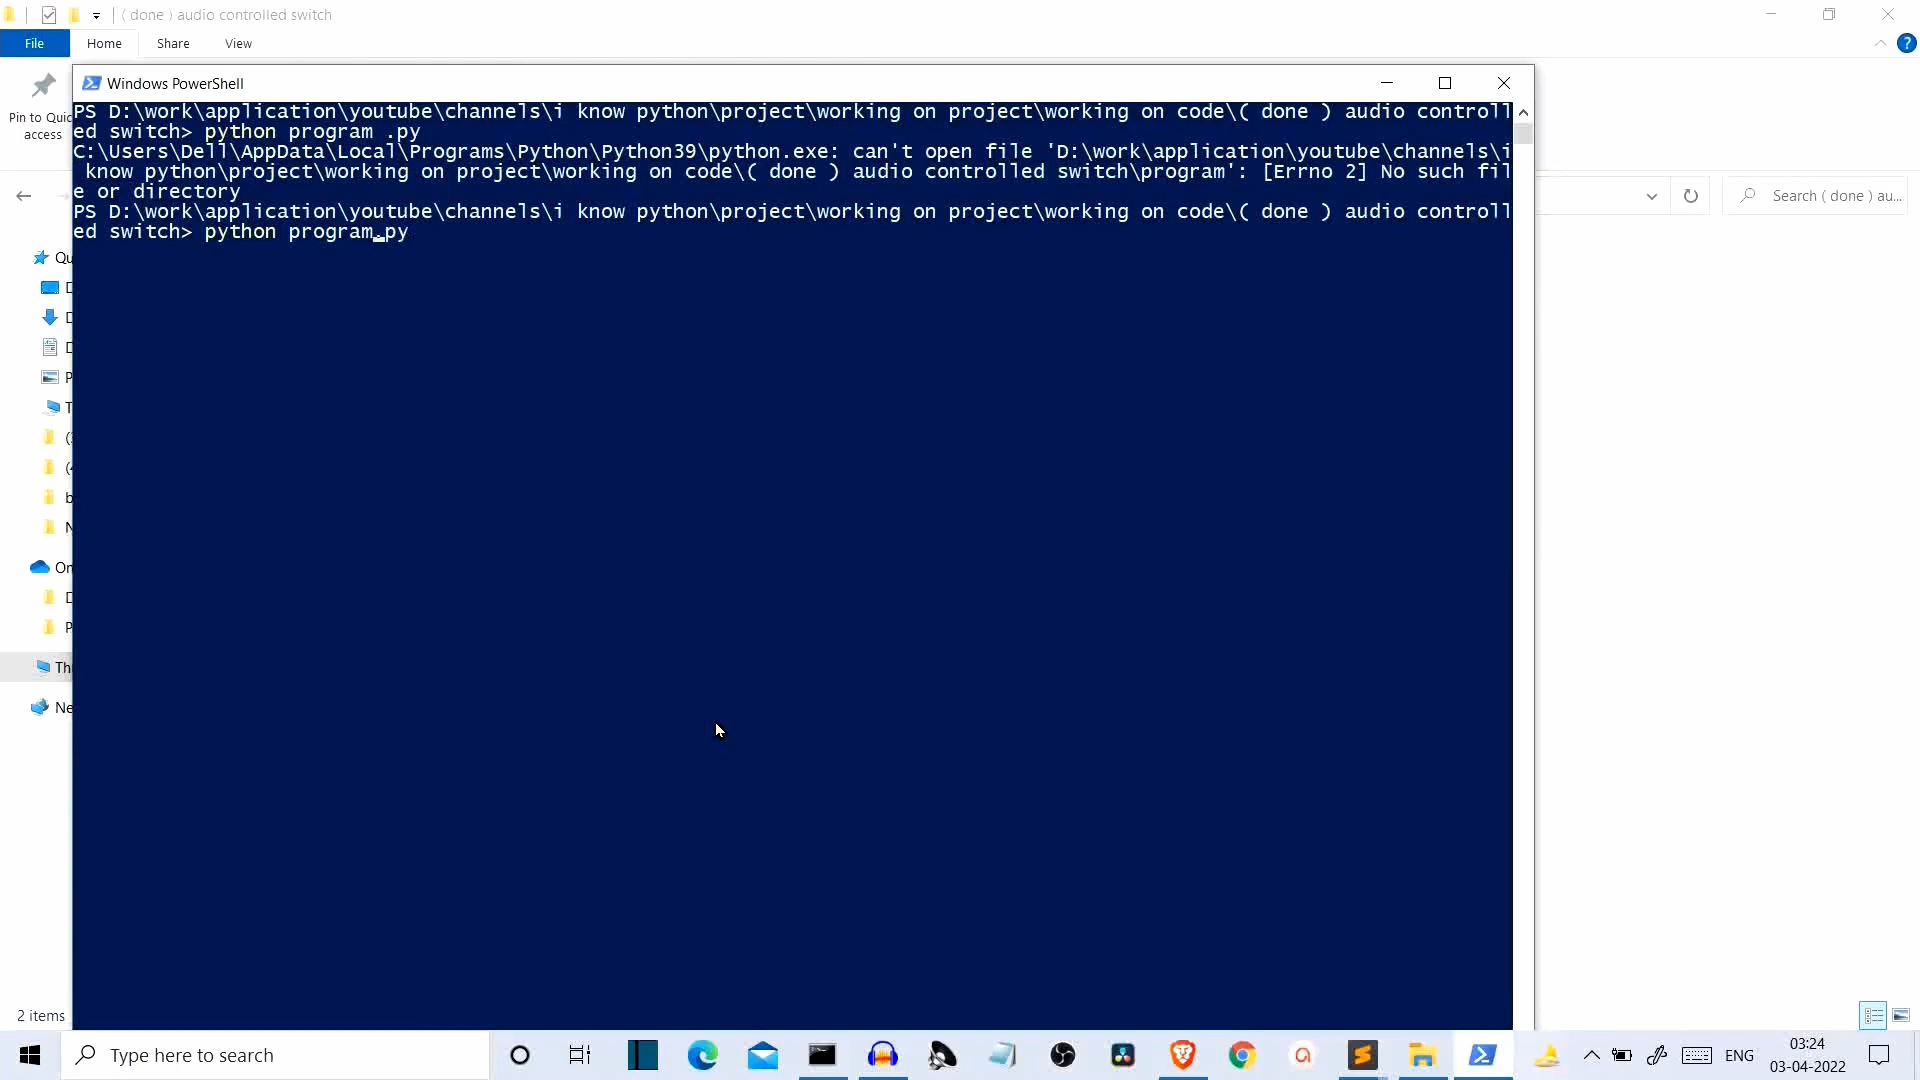 ( done ) audio controlled switch
File Home Share View
Windows PowerShell
Pin to Quic
access
PS D:\work\application\youtube\channels\i know python\project\working on project\working on code\( done ) audio controll
ed switch> python program .py
C:\Users\Dell\AppData\Local\Programs\Python\Python39\python.exe: can't open file 'D:\work\application\youtube\channels\i
 know python\project\working on project\working on code\( done ) audio controlled switch\program': [Errno 2] No such fil
e or directory
PS D:\work\application\youtube\channels\i know python\project\working on project\working on code\( done ) audio controll
ed switch> python program.py
Search ( done ) au...
Qu
D
D
D
P
T
(
(
b
N
On
D
P
Thi
Ne
2 items
Type here to search
ENG
03:24
03-04-2022